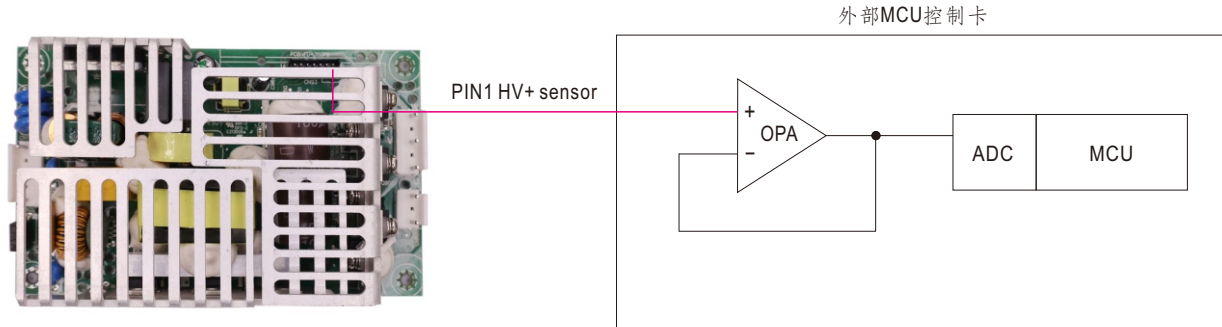 外部MCU控制卡
PIN1 HV+ sensor
+
OPA
−
ADC
MCU